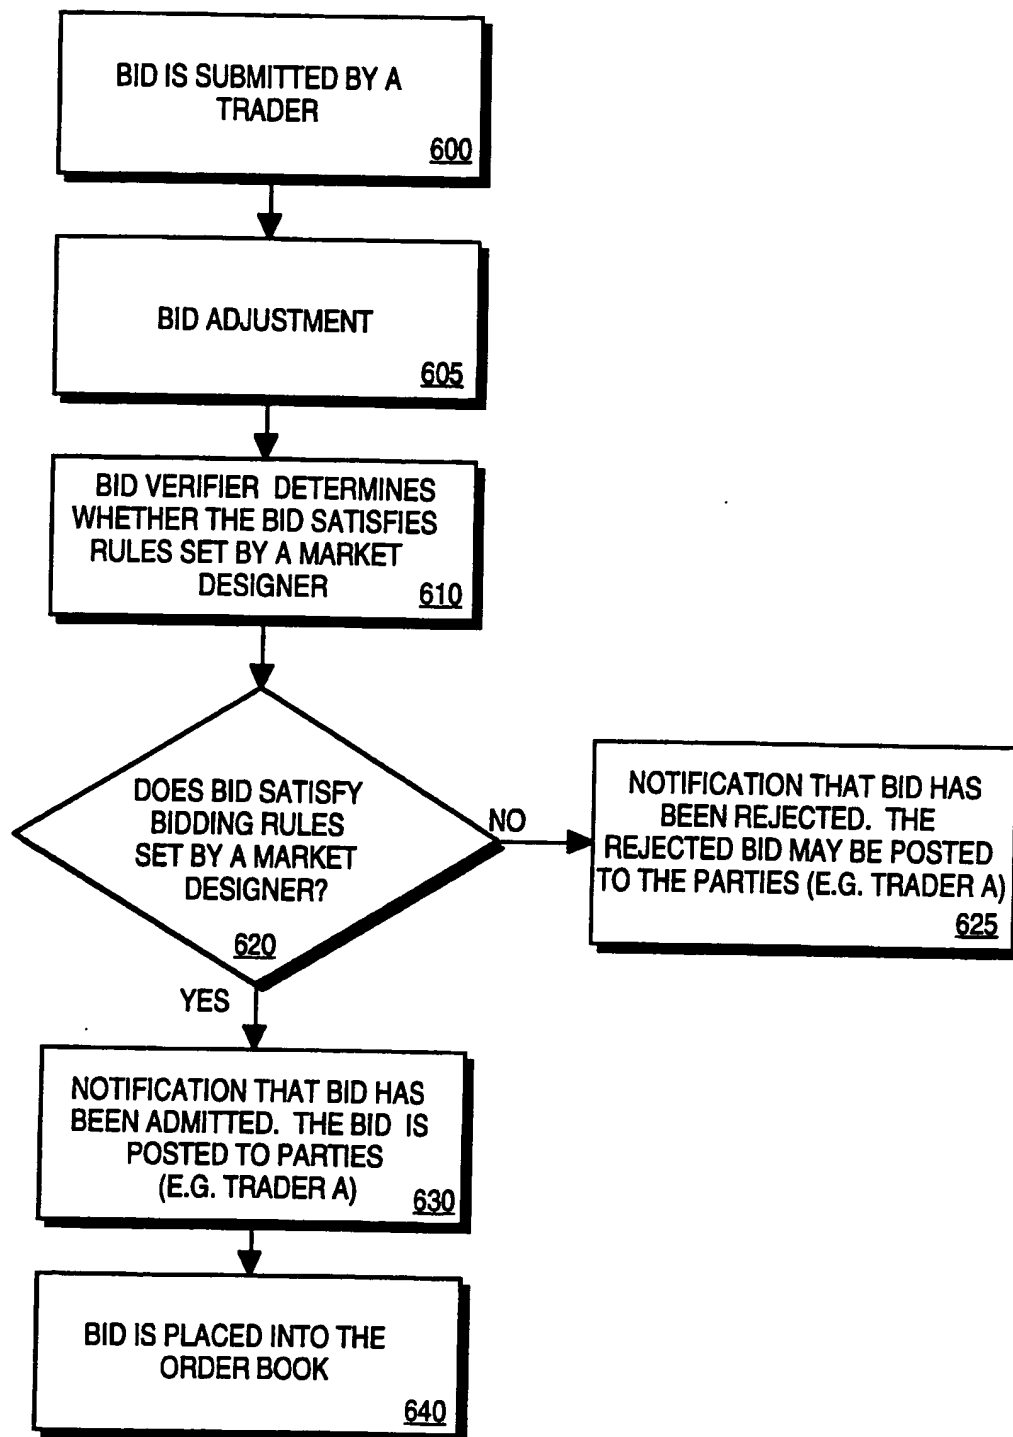 BID IS SUBMITTED BY A
TRADER
600
BID ADJUSTMENT
605
BID VERIFIER DETERMINES
WHETHER THE BID SATISFIES
RULES SET BY A MARKET
DESIGNER
610
DOES BID SATISFY
BIDDING RULES
SET BY A MARKET
DESIGNER?
620
NO
NOTIFICATION THAT BID HAS
BEEN REJECTED. THE
REJECTED BID MAY BE POSTED
TO THE PARTIES (E.G. TRADER A)
625
YES
NOTIFICATION THAT BID HAS
BEEN ADMITTED. THE BID IS
POSTED TO PARTIES
(E.G. TRADER A)
630
BID IS PLACED INTO THE
ORDER BOOK
640